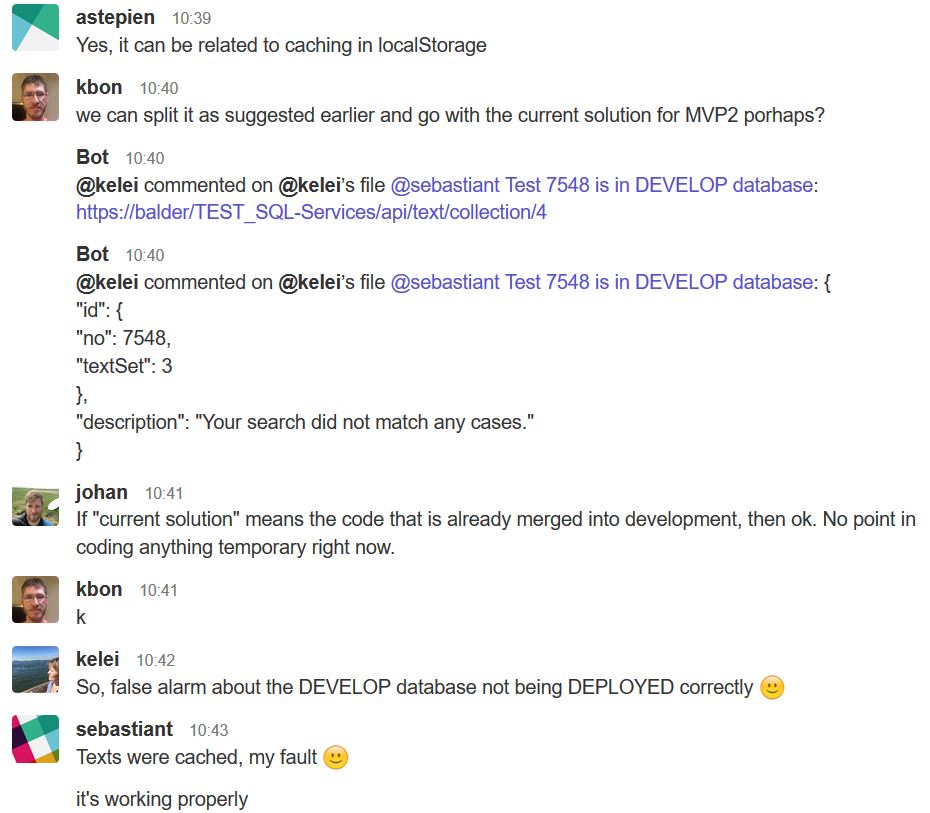 astepien 10:39
Yes, it can be related to caching in localStorage
kbon 10:40
we can split it as suggested earlier and go with the current solution for MVP2 porhaps?
Bot 10:40
@kelei commented on @kelei’s file @sebastiant Test 7548 is in DEVELOP database:
https://balder/TEST_SQL-Services/api/text/collection/4
Bot 10:40
@kelei commented on @kelei’s file @sebastiant Test 7548 is in DEVELOP database: {
"id": {
"no": 7548,
"textSet": 3
},
"description": "Your search did not match any cases."
}
johan 10:41
If "current solution" means the code that is already merged into development, then ok. No point in
coding anything temporary right now.
kbon 10:41
k
kelei 10:42
So, false alarm about the DEVELOP database not being DEPLOYED correctly 🙂
sebastiant 10:43
Texts were cached, my fault 🙂
it's working properly